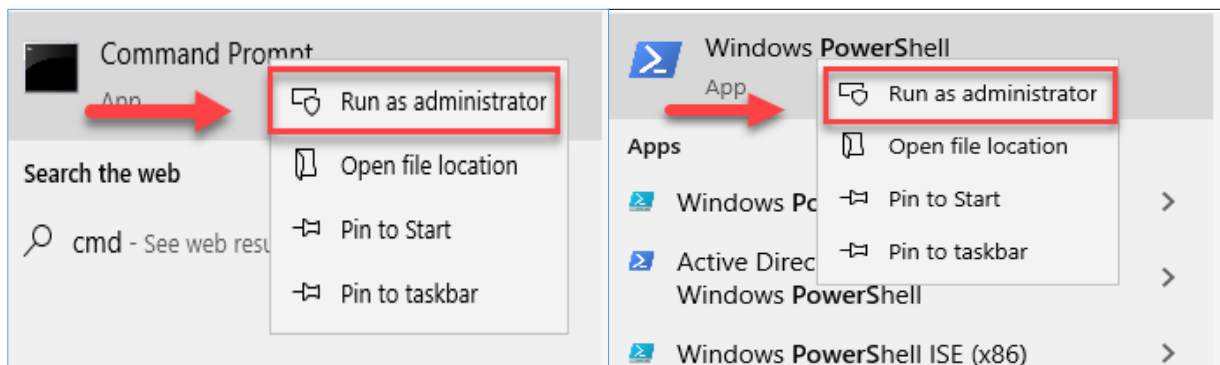 Command Prompt
App
Run as administrator
Open file location
Pin to Start
Pin to taskbar
Search the web
cmd - See web resu
Windows PowerShell
App
Run as administrator
Open file location
Pin to Start
Pin to taskbar
Apps
Windows Po
Active Direc
Windows PowerShell
Windows PowerShell ISE (x86)